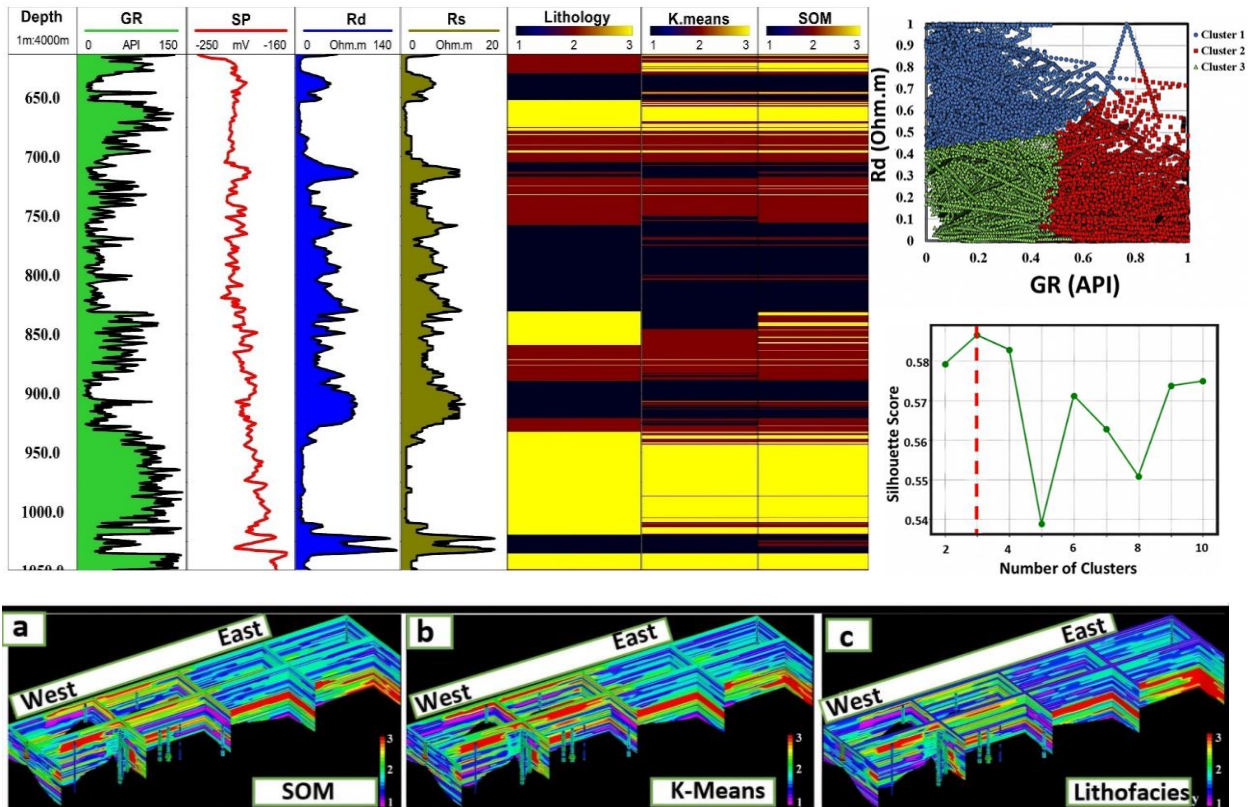 Depth
1m:4000m
GR
0 API 150
SP
-250 mV -160
Rd
0 Ohm.m 140
Rs
0 Ohm.m 20
Lithology
1 2 3
K.means
1 2 3
SOM
1 2 3
650.0
700.0
750.0
800.0
850.0
900.0
950.0
1000.0
1050.0
Rd (Ohm.m)
1
0.9
0.8
0.7
0.6
0.5
0.4
0.3
0.2
0.1
0
0 0.2 0.4 0.6 0.8 1
GR (API)
Cluster 1
Cluster 2
Cluster 3
Silhouette Score
0.58
0.57
0.56
0.55
0.54
2 4 6 8 10
Number of Clusters
a
West
East
3
2
1
SOM
b
West
East
3
2
1
K-Means
c
West
East
3
2
1
Lithofacies